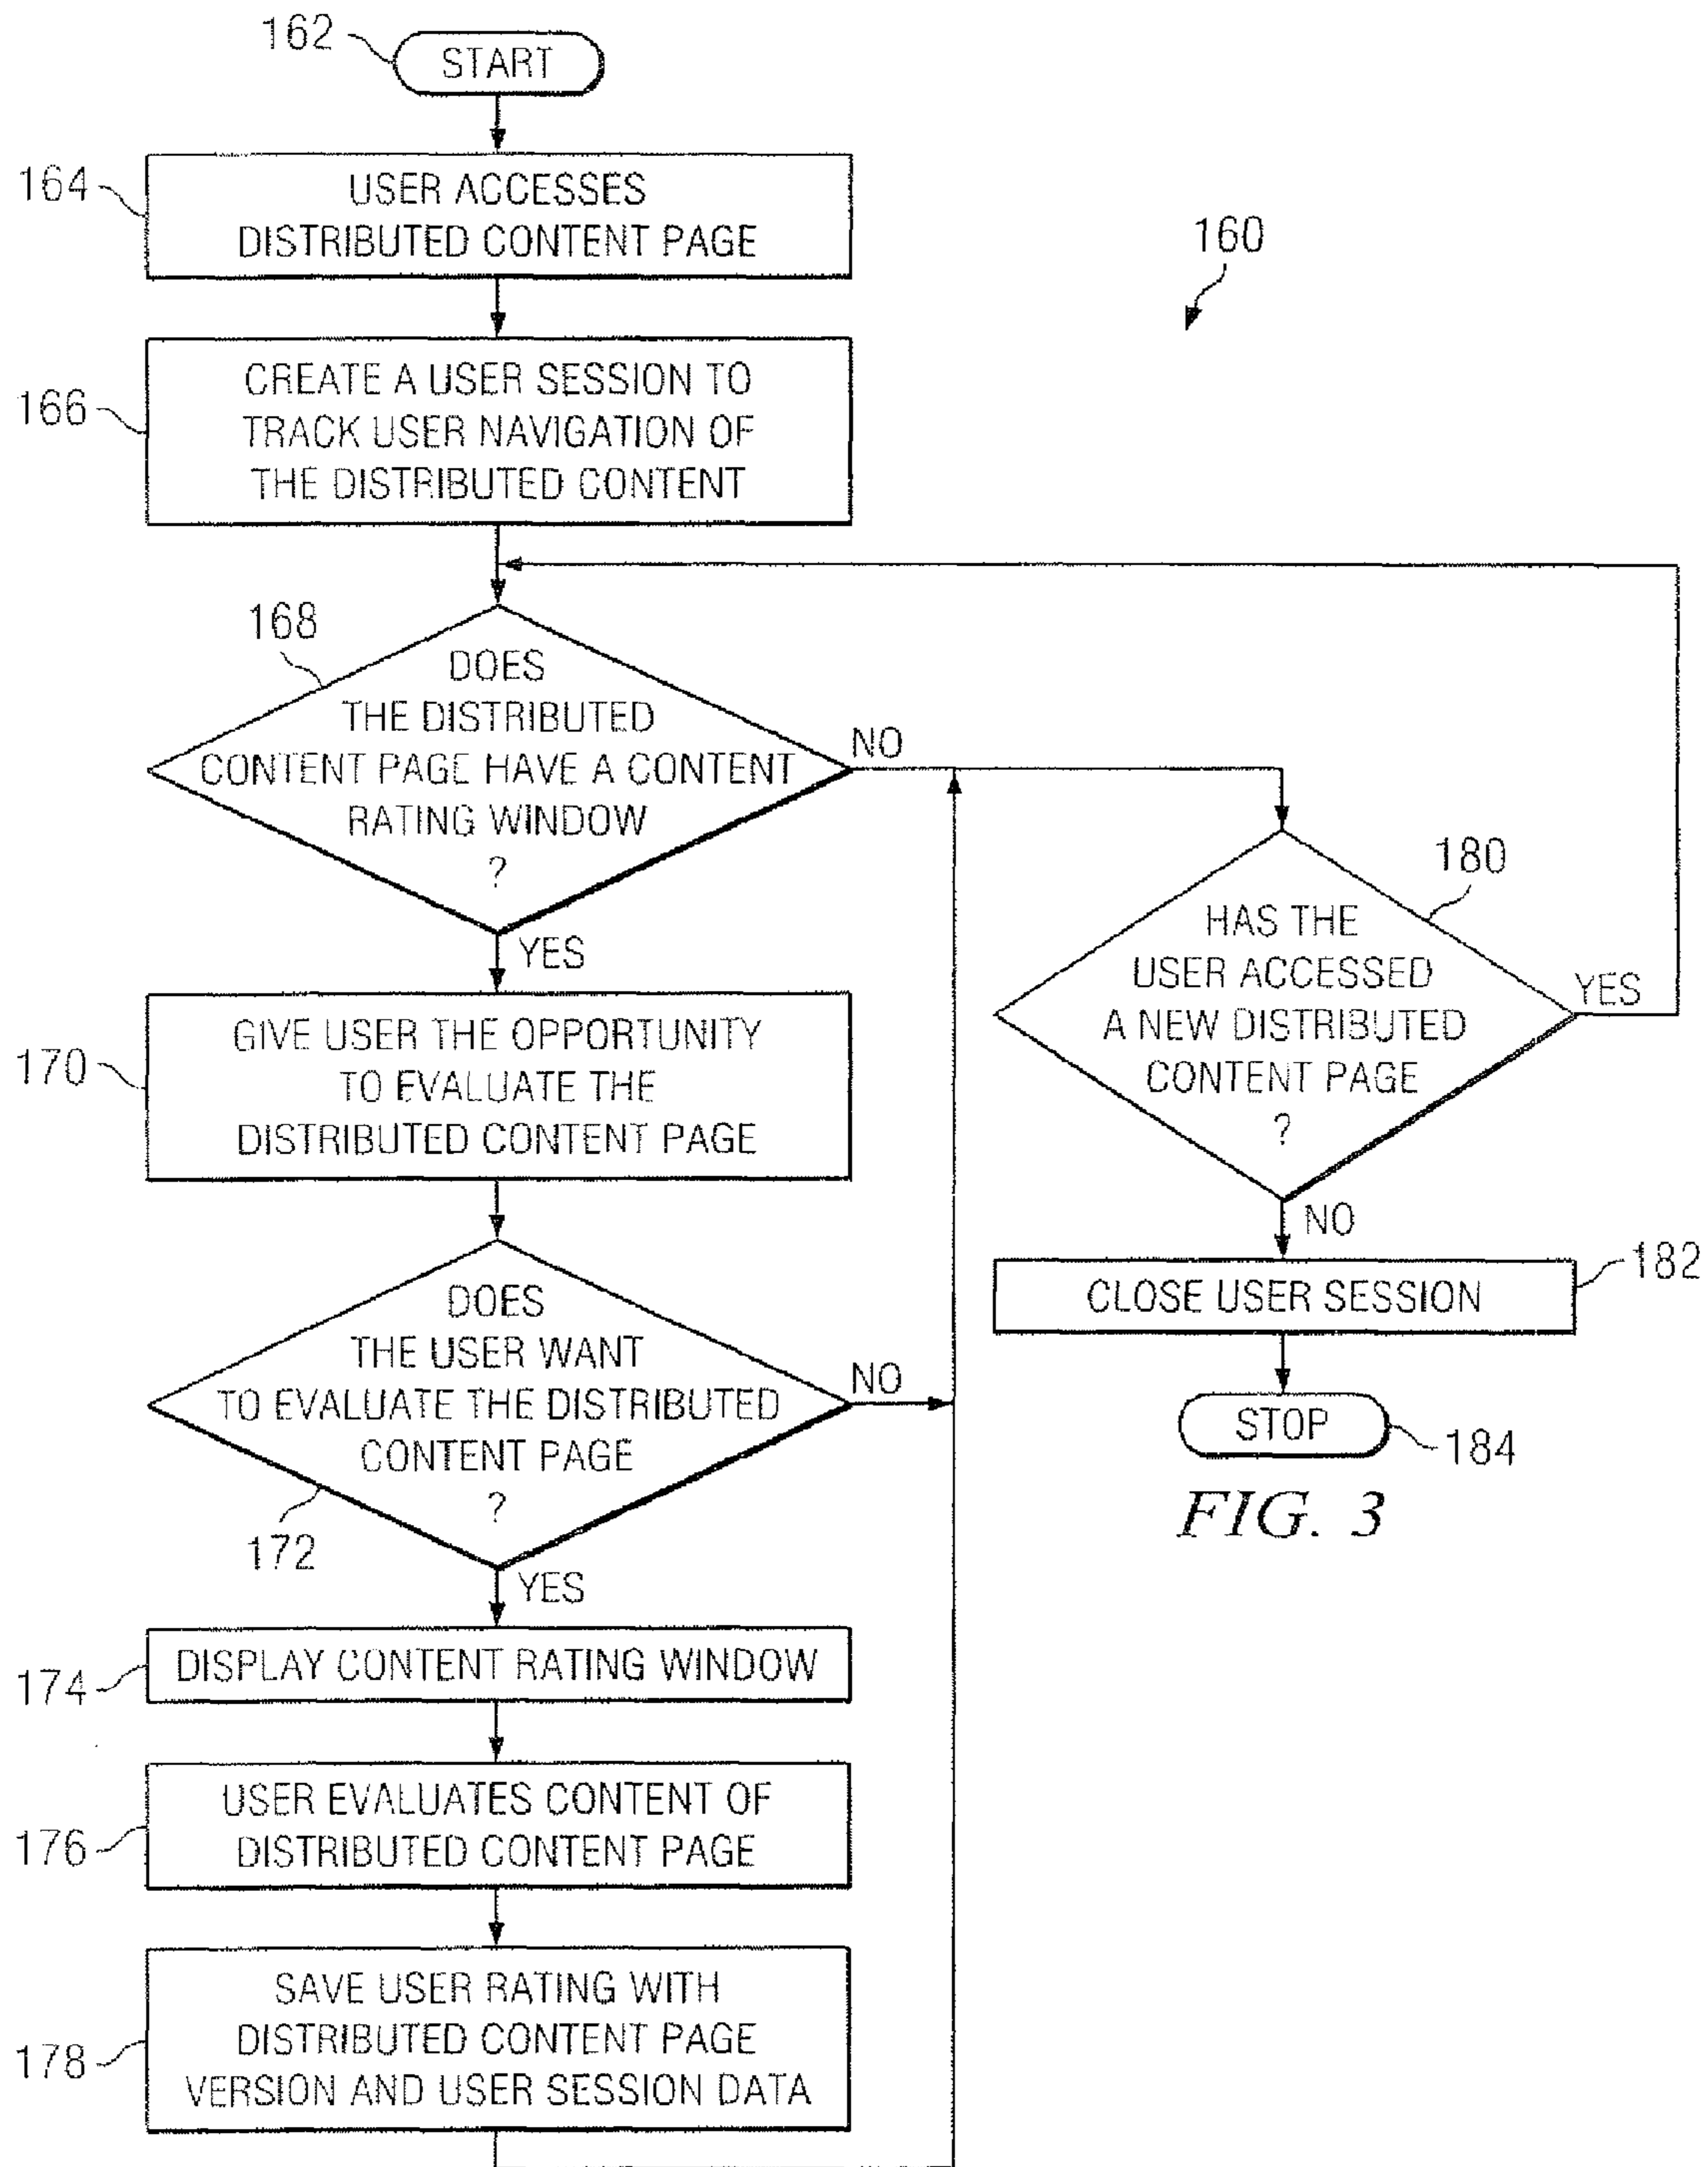 162
START
164
USER ACCESSES
DISTRIBUTED CONTENT PAGE
160
166
CREATE A USER SESSION TO
TRACK USER NAVIGATION OF
THE DISTRIBUTED CONTENT
168
DOES
THE DISTRIBUTED
CONTENT PAGE HAVE A CONTENT
RATING WINDOW
?
NO
YES
170
GIVE USER THE OPPORTUNITY
TO EVALUATE THE
DISTRIBUTED CONTENT PAGE
172
DOES
THE USER WANT
TO EVALUATE THE DISTRIBUTED
CONTENT PAGE
?
NO
YES
174
DISPLAY CONTENT RATING WINDOW
176
USER EVALUATES CONTENT OF
DISTRIBUTED CONTENT PAGE
178
SAVE USER RATING WITH
DISTRIBUTED CONTENT PAGE
VERSION AND USER SESSION DATA
180
HAS THE
USER ACCESSED
A NEW DISTRIBUTED
CONTENT PAGE
?
YES
NO
182
CLOSE USER SESSION
STOP
184
FIG. 3